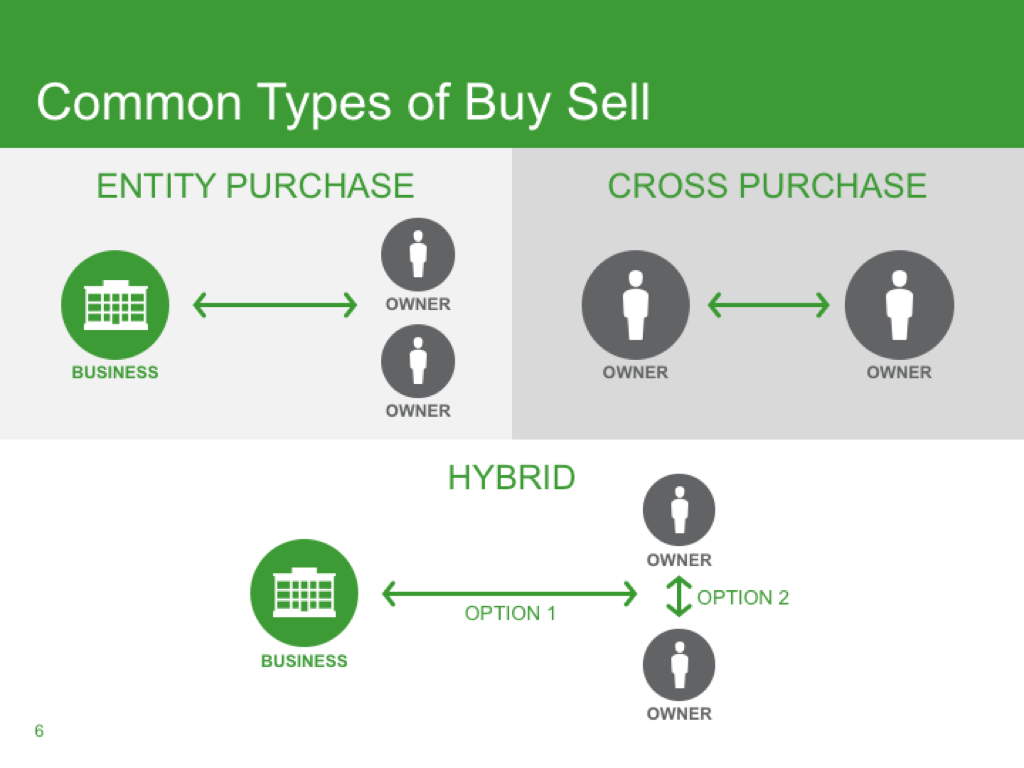 Common Types of Buy Sell
ENTITY PURCHASE
BUSINESS
OWNER
OWNER
CROSS PURCHASE
OWNER
OWNER
HYBRID
BUSINESS
OPTION 1
OWNER
OPTION 2
OWNER
6